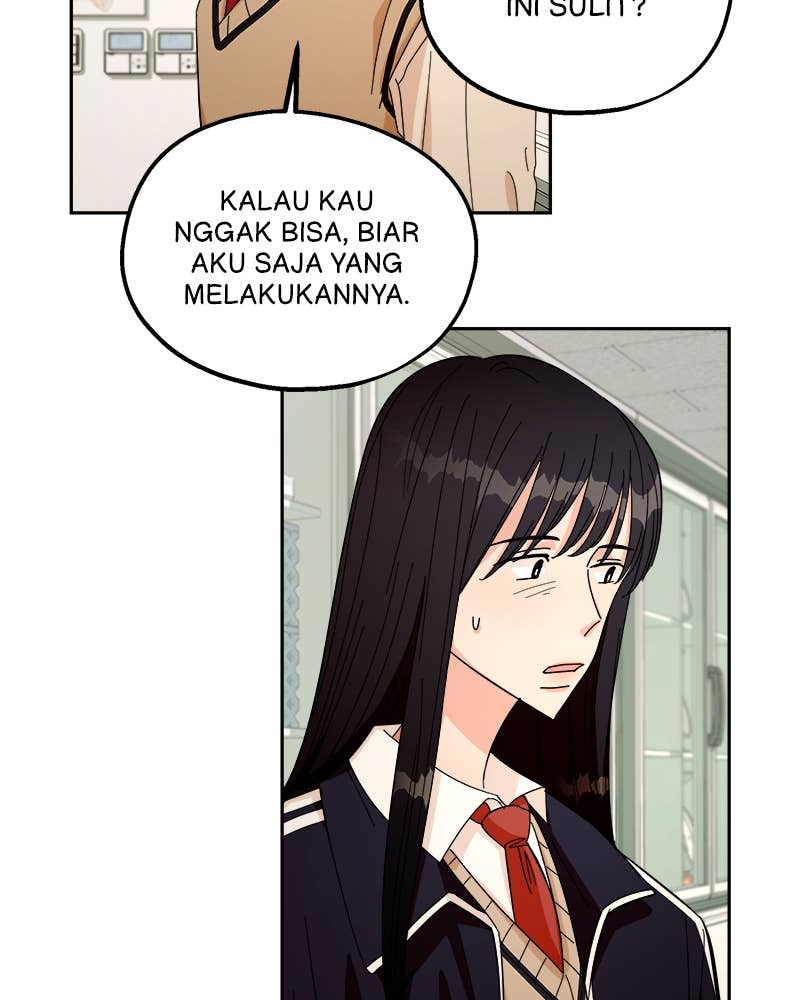 INI SULIT?
KALAU KAU
NGGAK BISA, BIAR
AKU SAJA YANG
MELAKUKANNYA.